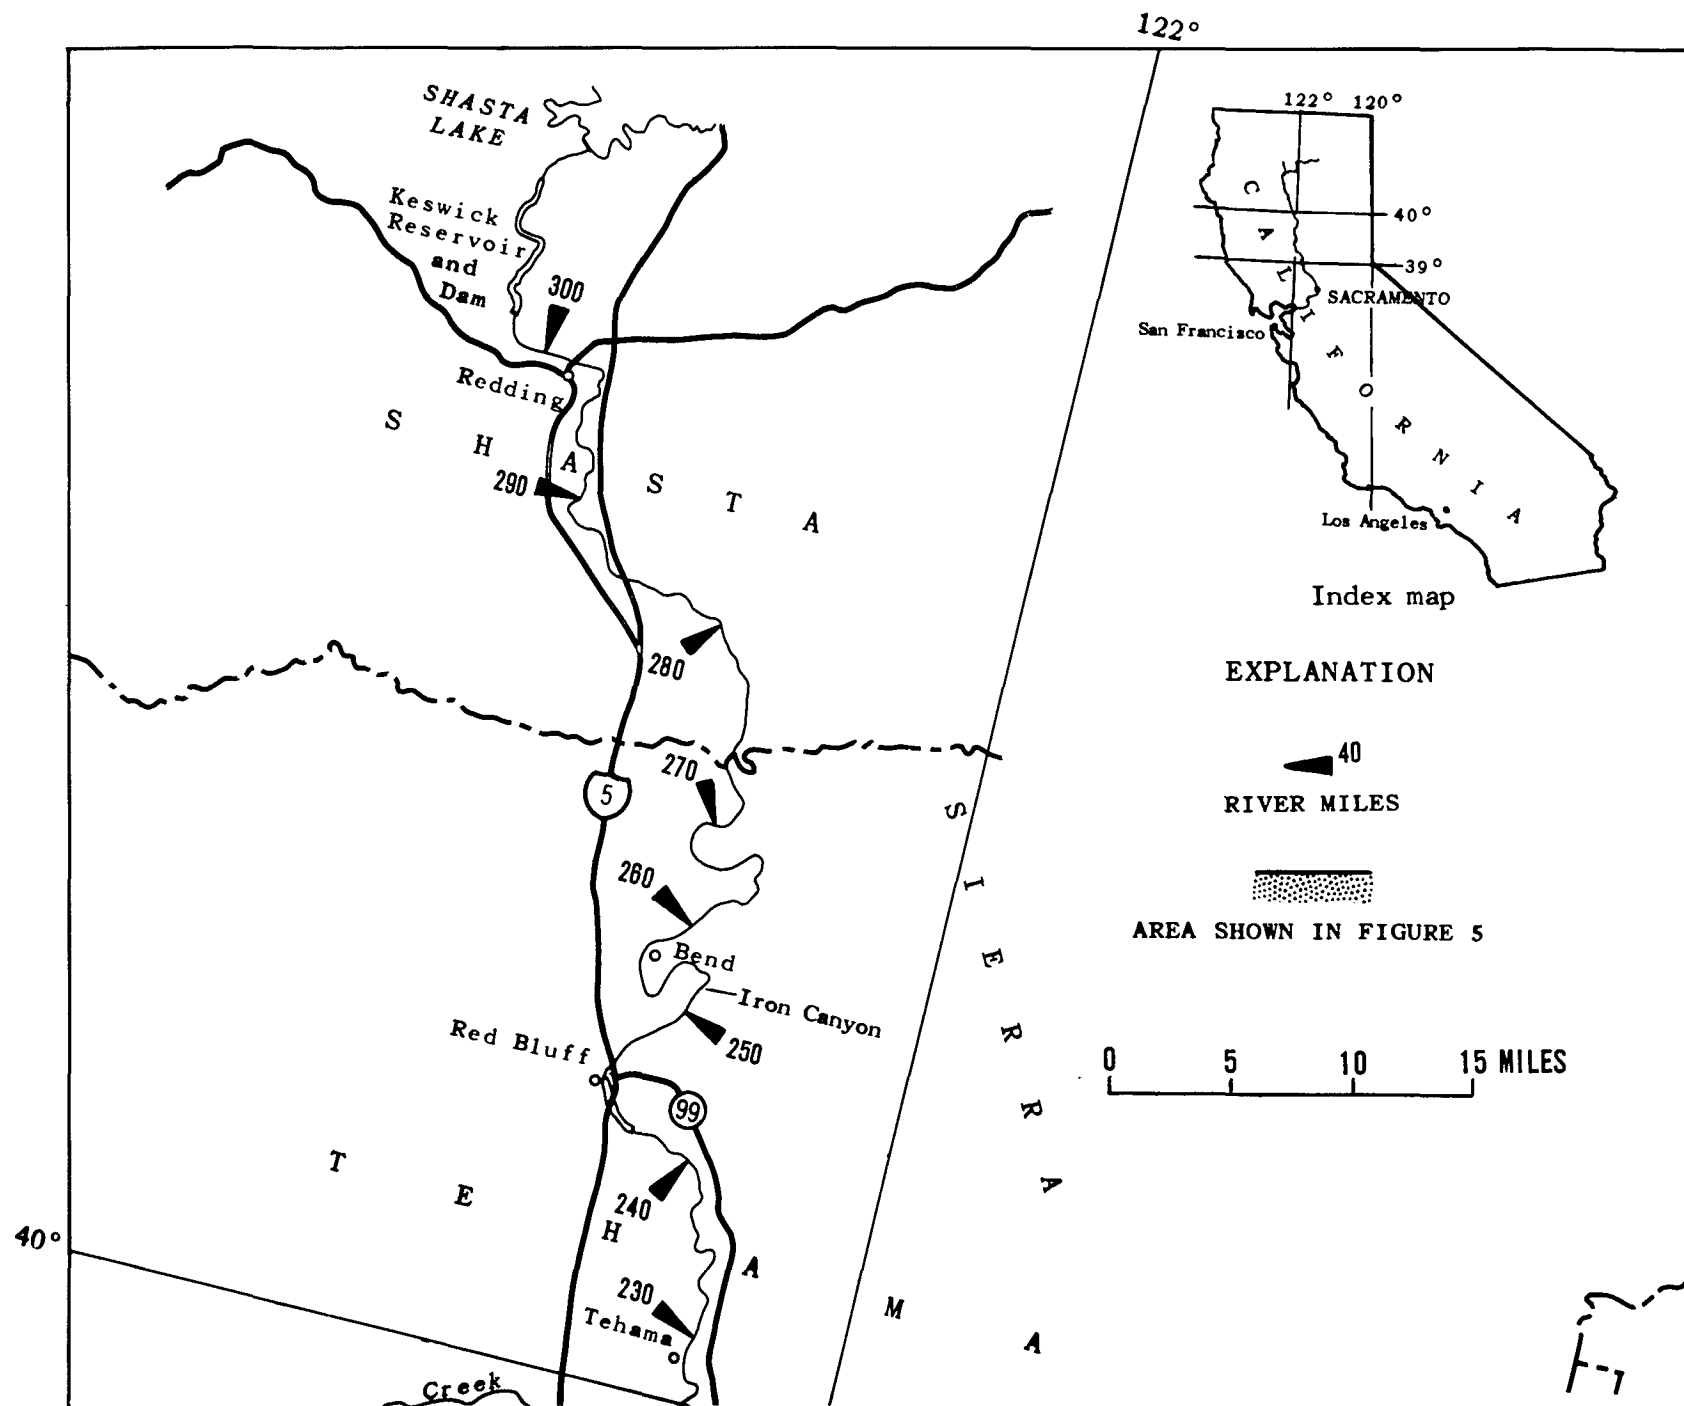 122°
SHASTA
LAKE
Keswick
Reservoir
and
Dam
300
Redding
S H A S T A
290
280
270
5
260
Bend
Iron Canyon
250
Red Bluff
99
240
T E H A M A
230
Tehama
40°
Creek
S I E R R A
122° 120°
40°
39°
C A L I F O R N I A
SACRAMENTO
San Francisco
Los Angeles
Index map
EXPLANATION
40
RIVER MILES
AREA SHOWN IN FIGURE 5
0 5 10 15 MILES